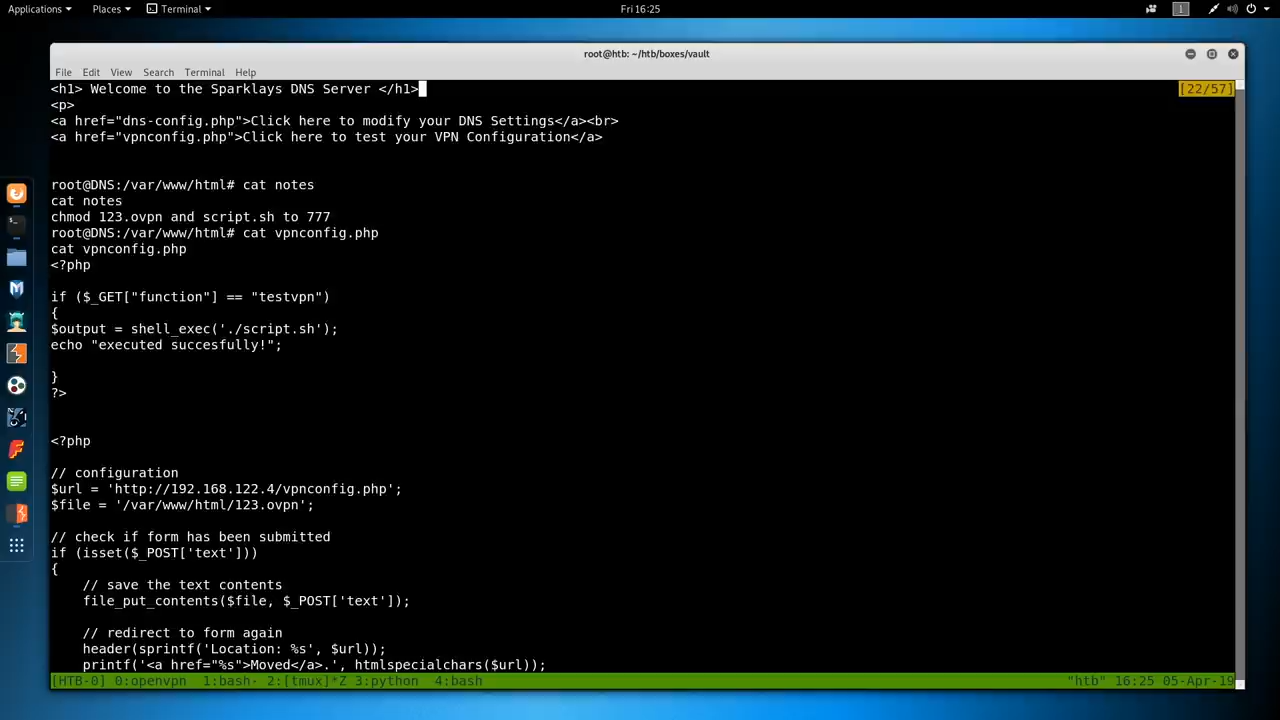 Applications Places Terminal Fri 16:25 1
root@htb: ~/htb/boxes/vault
File Edit View Search Terminal Help
<h1> Welcome to the Sparklays DNS Server </h1> [22/57]
<p>
<a href="dns-config.php">Click here to modify your DNS Settings</a><br>
<a href="vpnconfig.php">Click here to test your VPN Configuration</a>
root@DNS:/var/www/html# cat notes
cat notes
chmod 123.ovpn and script.sh to 777
root@DNS:/var/www/html# cat vpnconfig.php
cat vpnconfig.php
<?php
if ($_GET["function"] == "testvpn")
{
$output = shell_exec('./script.sh');
echo "executed succesfully!";
}
?>
<?php
// configuration
$url = 'http://192.168.122.4/vpnconfig.php';
$file = '/var/www/html/123.ovpn';
// check if form has been submitted
if (isset($_POST['text']))
{
// save the text contents
file_put_contents($file, $_POST['text']);
// redirect to form again
header(sprintf('Location: %s', $url));
printf('<a href="%s">Moved</a>.', htmlspecialchars($url));
[HTB-0] 0:openvpn 1:bash- 2:[tmux]*Z 3:python 4:bash "htb" 16:25 05-Apr-19